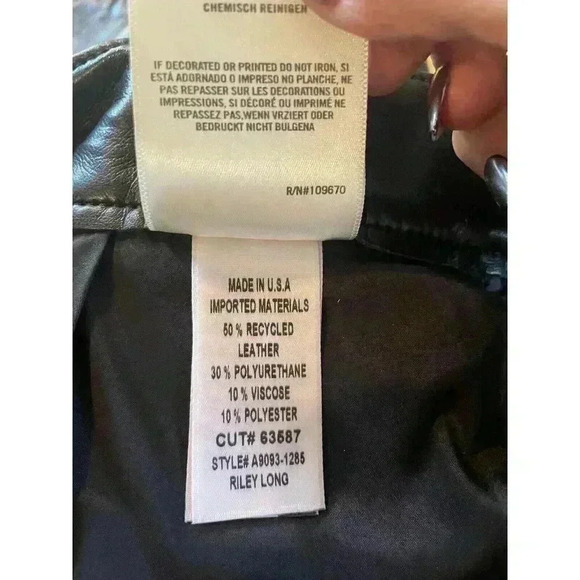 CHEMISCH REINIGEN
IF DECORATED OR PRINTED DO NOT IRON, SI
ESTÁ ADORNADO O IMPRESO NO PLANCHE, NE
PAS REPASSER SUR LES DECORATIONS OU
IMPRESSIONS, SI DÉCORÉ OU IMPRIMÉ NE
REPASSEZ PAS,WENN VRZIERT ODER
BEDRUCKT NICHT BULGENA
R/N#109670
MADE IN U.S.A
IMPORTED MATERIALS
50 % RECYCLED
LEATHER
30 % POLYURETHANE
10 % VISCOSE
10 % POLYESTER
CUT# 63587
STYLE# A9093-1285
RILEY LONG